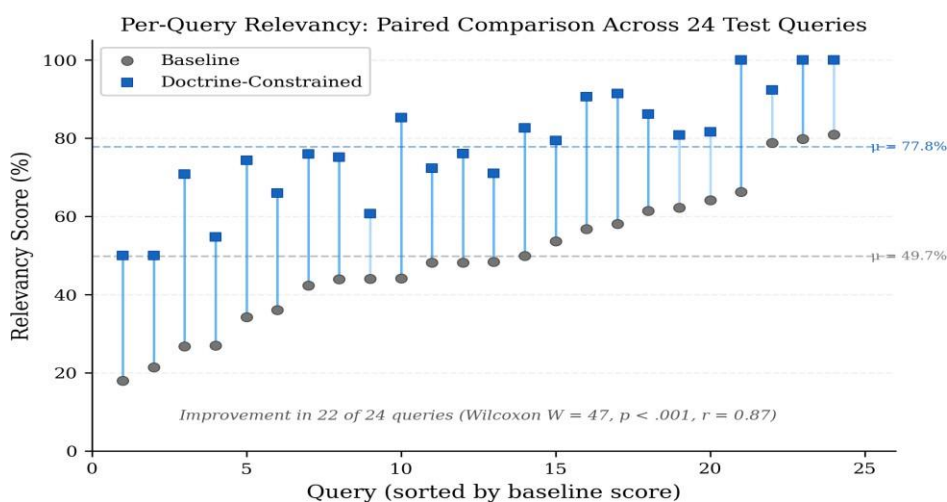 Per-Query Relevancy: Paired Comparison Across 24 Test Queries
Baseline
Doctrine-Constrained
Relevancy Score (%)
100
80
60
40
20
0
μ = 77.8%
μ = 49.7%
Improvement in 22 of 24 queries (Wilcoxon W = 47, p < .001, r = 0.87)
0 5 10 15 20 25
Query (sorted by baseline score)